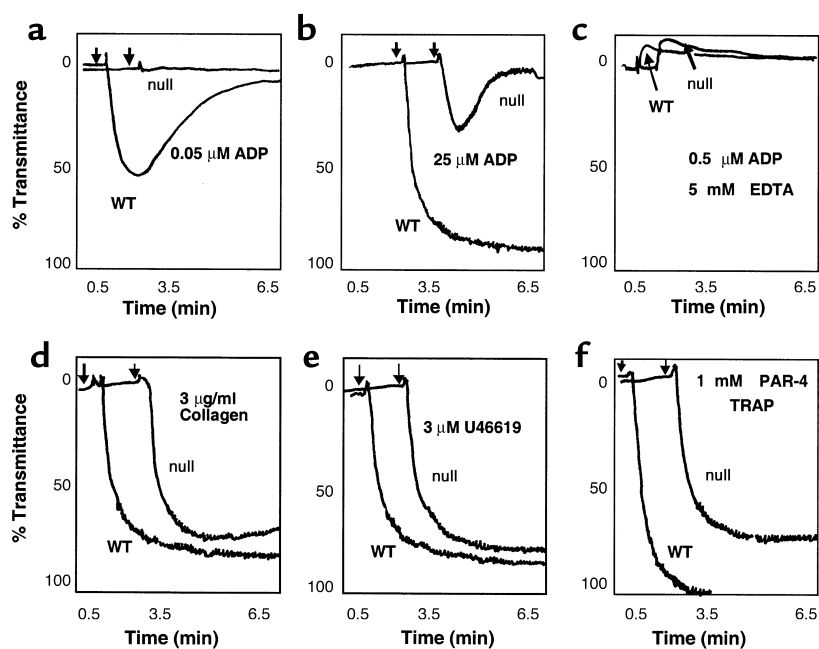 a
% Transmittance
0
50
100
null
0.05 μM ADP
WT
0.5
3.5
6.5
Time (min)
b
0
50
100
null
25 μM ADP
WT
0.5
3.5
6.5
Time (min)
c
0
50
100
WT
null
0.5 μM ADP
5 mM EDTA
0.5
3.5
6.5
Time (min)
d
% Transmittance
0
50
100
3 μg/ml
Collagen
null
WT
0.5
3.5
6.5
Time (min)
e
0
50
100
3 μM U46619
null
WT
0.5
3.5
6.5
Time (min)
f
0
50
100
1 mM PAR-4
TRAP
null
WT
0.5
3.5
6.5
Time (min)